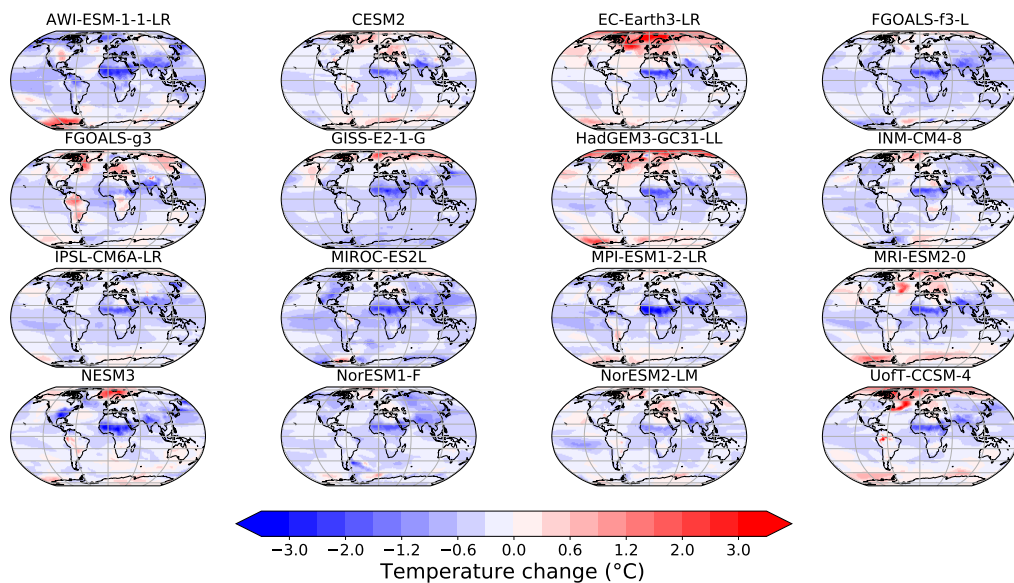 AWI-ESM-1-1-LR CESM2 EC-Earth3-LR FGOALS-f3-L
FGOALS-g3 GISS-E2-1-G HadGEM3-GC31-LL INM-CM4-8
IPSL-CM6A-LR MIROC-ES2L MPI-ESM1-2-LR MRI-ESM2-0
NESM3 NorESM1-F NorESM2-LM UofT-CCSM-4
−3.0 −2.0 −1.2 −0.6 0.0 0.6 1.2 2.0 3.0
Temperature change (°C)